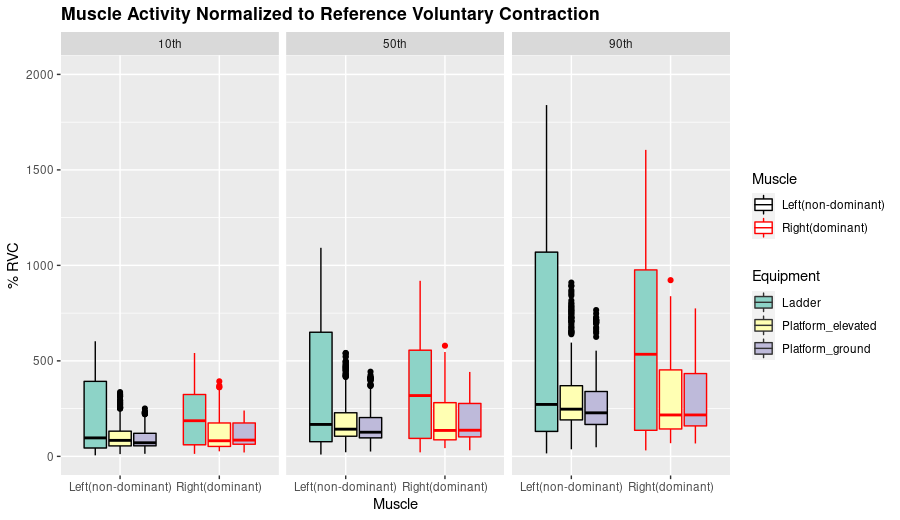 Muscle Activity Normalized to Reference Voluntary Contraction
10th 50th 90th
2000
1500
1000
500
0
% RVC
Left(non-dominant) Right(dominant) Left(non-dominant) Right(dominant) Left(non-dominant) Right(dominant)
Muscle
Muscle
Left(non-dominant)
Right(dominant)
Equipment
Ladder
Platform_elevated
Platform_ground